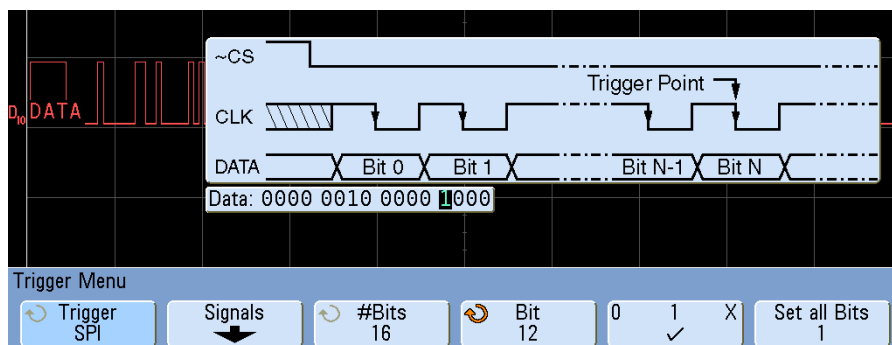 ~CS
Trigger Point
CLK
D10 DATA
DATA Bit 0 Bit 1 Bit N-1 Bit N
Data: 0000 0010 0000 1000
Trigger Menu
Trigger Signals #Bits Bit 0 1 X Set all Bits
SPI 16 12 ✓ 1